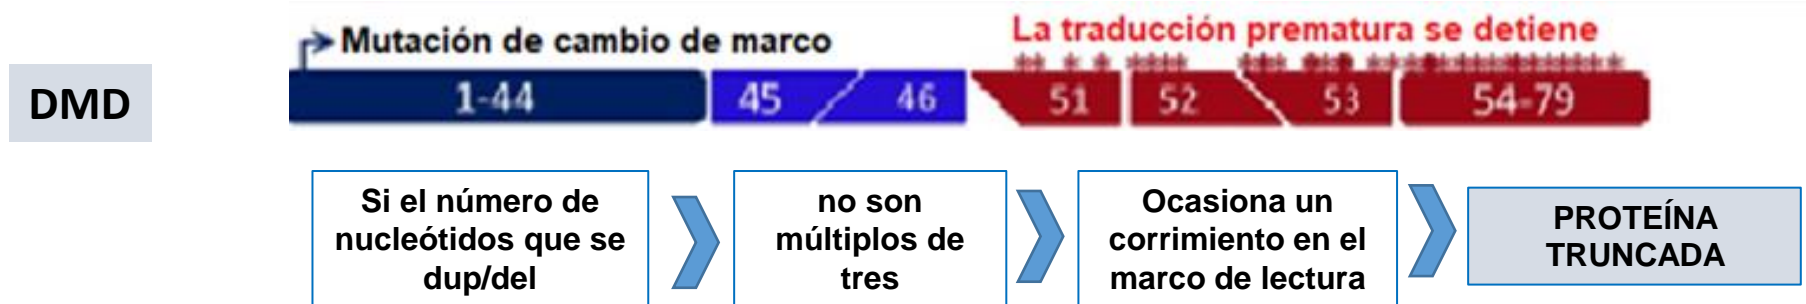 La traducción prematura se detiene
Mutación de cambio de marco
** * * **** *** *** ********************
DMD
1-44 45 46 51 52 53 54-79
Si el número de
nucleótidos que se
dup/del
no son
múltiplos de
tres
Ocasiona un
corrimiento en el
marco de lectura
PROTEÍNA
TRUNCADA